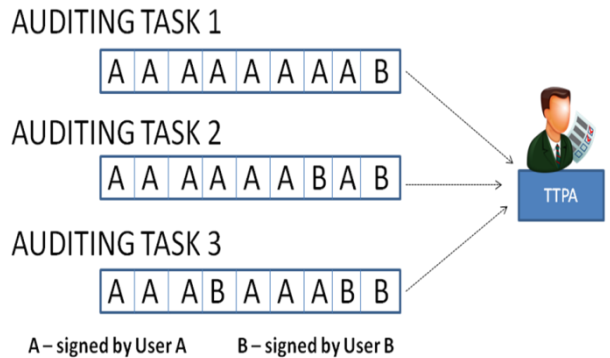 AUDITING TASK 1
A A A A A A A A B
AUDITING TASK 2
A A A A A A B A B
TTPA
AUDITING TASK 3
A A A B A A A B B
A – signed by User A B – signed by User B